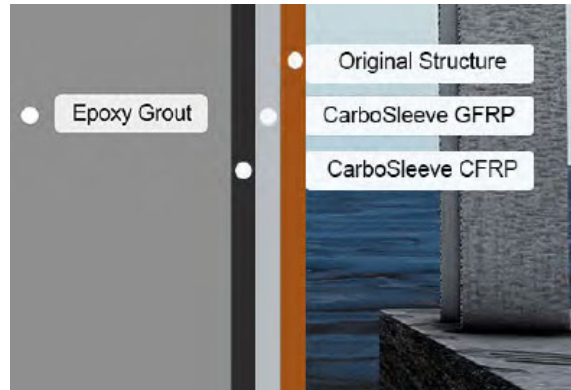 Original Structure
Epoxy Grout
CarboSleeve GFRP
CarboSleeve CFRP